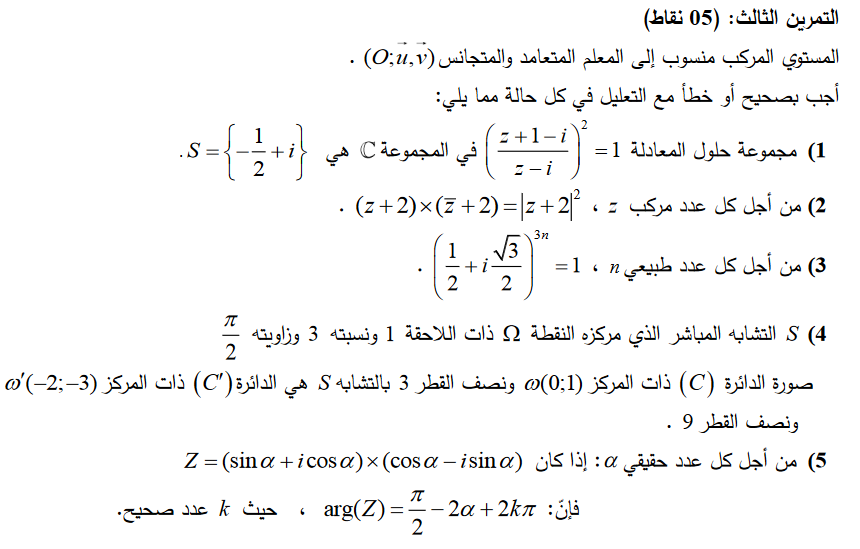 التمرين الثالث: (05 نقاط)
المستوي المركب منسوب إلى المعلم المتعامد والمتجانس $(O;\vec{u},\vec{v})$ .
أجب بصحيح أو خطأ مع التعليل في كل حالة مما يلي:
1) مجموعة حلول المعادلة $\left(\frac{z+1-i}{z-i}\right)^2=1$ في المجموعة $\mathbb{C}$ هي $S=\left\{-\frac{1}{2}+i\right\}$.
2) من أجل كل عدد مركب $z$ ، $(z+2)\times(\bar{z}+2)=|z+2|^2$ .
3) من أجل كل عدد طبيعي $n$ ، $\left(\frac{1}{2}+i\frac{\sqrt{3}}{2}\right)^{3n}=1$ .
4) $S$ التشابه المباشر الذي مركزه النقطة $\Omega$ ذات اللاحقة 1 ونسبته 3 وزاويته $\frac{\pi}{2}$
صورة الدائرة $(C)$ ذات المركز $\omega(0;1)$ ونصف القطر 3 بالتشابه $S$ هي الدائرة $(C')$ ذات المركز $\omega'(-2;-3)$
ونصف القطر 9 .
5) من أجل كل عدد حقيقي $\alpha$ : إذا كان $Z=(\sin\alpha+i\cos\alpha)\times(\cos\alpha-i\sin\alpha)$
فإنّ: $\arg(Z)=\frac{\pi}{2}-2\alpha+2k\pi$ ، حيث $k$ عدد صحيح.